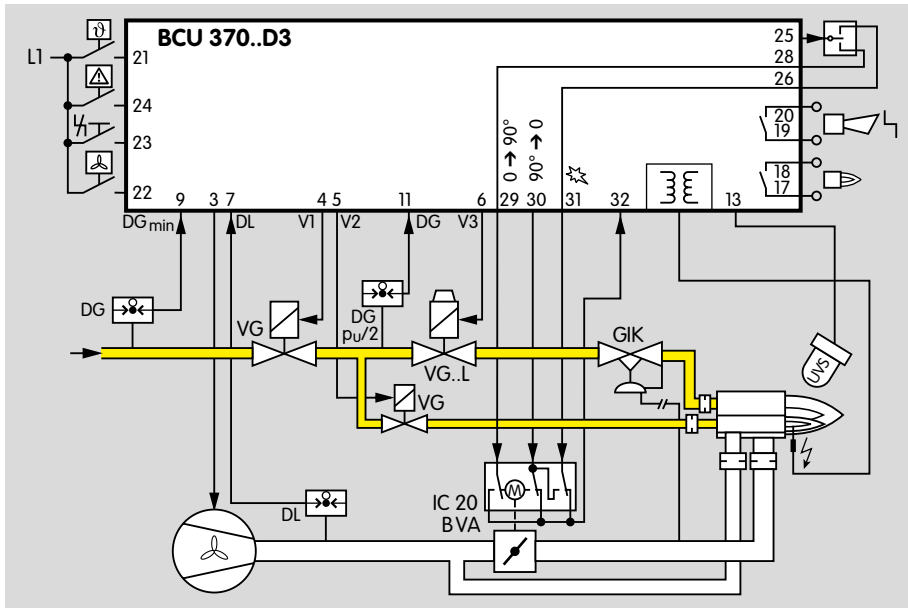 BCU 370..D3
25
28
26
L1
ϑ
21
24
23
22
20
19
18
17
0 ➔ 90°
90° ➔ 0
9 3 7 4 5 11 6 29 30 31 32 13
DGmin DL V1 V2 DG V3
DG
VG
DG
pu/2
VG..L
GIK
UVS
VG
M
IC 20
BVA
DL